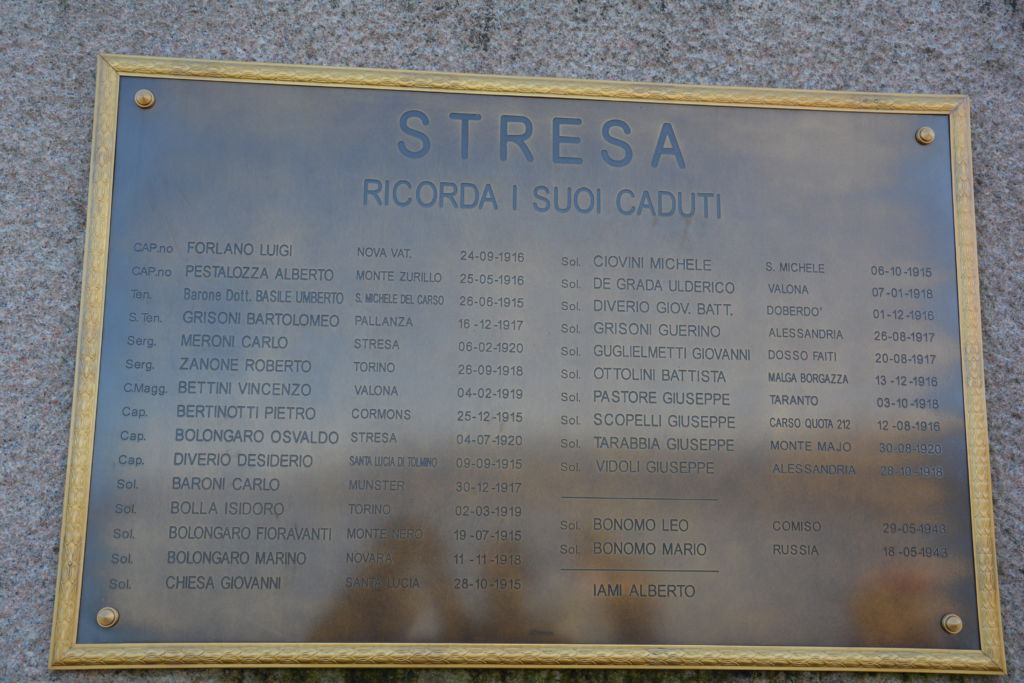 STRESA
RICORDA I SUOI CADUTI
CAP.no FORLANO LUIGI NOVA VAT. 24-09-1916
CAP.no PESTALOZZA ALBERTO MONTE ZURILLO 25-05-1916
Ten. Barone Dott. BASILE UMBERTO S. MICHELE DEL CARSO 26-06-1915
S.Ten. GRISONI BARTOLOMEO PALLANZA 16-12-1917
Serg. MERONI CARLO STRESA 06-02-1920
Serg. ZANONE ROBERTO TORINO 26-09-1918
C.Magg. BETTINI VINCENZO VALONA 04-02-1919
Cap. BERTINOTTI PIETRO CORMONS 25-12-1915
Cap. BOLONGARO OSVALDO STRESA 04-07-1920
Cap. DIVERIO DESIDERIO SANTA LUCIA DI TOLMINO 09-09-1915
Sol. BARONI CARLO MUNSTER 30-12-1917
Sol. BOLLA ISIDORO TORINO 02-03-1919
Sol. BOLONGARO FIORAVANTI MONTE NERO 19-07-1915
Sol. BOLONGARO MARINO NOVARA 11-11-1918
Sol. CHIESA GIOVANNI SANTA LUCIA 28-10-1915
Sol. CIOVINI MICHELE S. MICHELE 06-10-1915
Sol. DE GRADA ULDERICO VALONA 07-01-1918
Sol. DIVERIO GIOV. BATT. DOBERDO' 01-12-1916
Sol. GRISONI GUERINO ALESSANDRIA 26-08-1917
Sol. GUGLIELMETTI GIOVANNI DOSSO FAITI 20-08-1917
Sol. OTTOLINI BATTISTA MALGA BORGAZZA 13-12-1916
Sol. PASTORE GIUSEPPE TARANTO 03-10-1918
Sol. SCOPELLI GIUSEPPE CARSO QUOTA 212 12-08-1916
Sol. TARABBIA GIUSEPPE MONTE MAJO 30-08-1920
Sol. VIDOLI GIUSEPPE ALESSANDRIA 28-10-1918
Sol. BONOMO LEO COMISO 29-05-1943
Sol. BONOMO MARIO RUSSIA 18-05-1943
IAMI ALBERTO